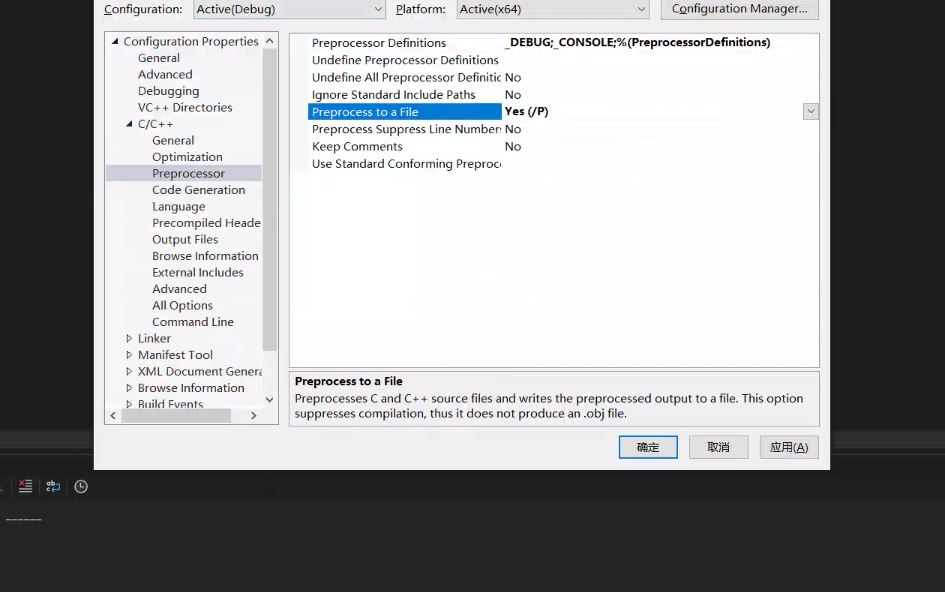 Configuration: Active(Debug) Platform: Active(x64) Configuration Manager...
Configuration Properties
General
Advanced
Debugging
VC++ Directories
C/C++
General
Optimization
Preprocessor
Code Generation
Language
Precompiled Heade
Output Files
Browse Information
External Includes
Advanced
All Options
Command Line
Linker
Manifest Tool
XML Document Genera
Browse Information
Build Events
Preprocessor Definitions _DEBUG;_CONSOLE;%(PreprocessorDefinitions)
Undefine Preprocessor Definitions
Undefine All Preprocessor Definitic No
Ignore Standard Include Paths No
Preprocess to a File Yes (/P)
Preprocess Suppress Line Number: No
Keep Comments No
Use Standard Conforming Preproc
Preprocess to a File
Preprocesses C and C++ source files and writes the preprocessed output to a file. This option
suppresses compilation, thus it does not produce an .obj file.
确定 取消 应用(A)
------